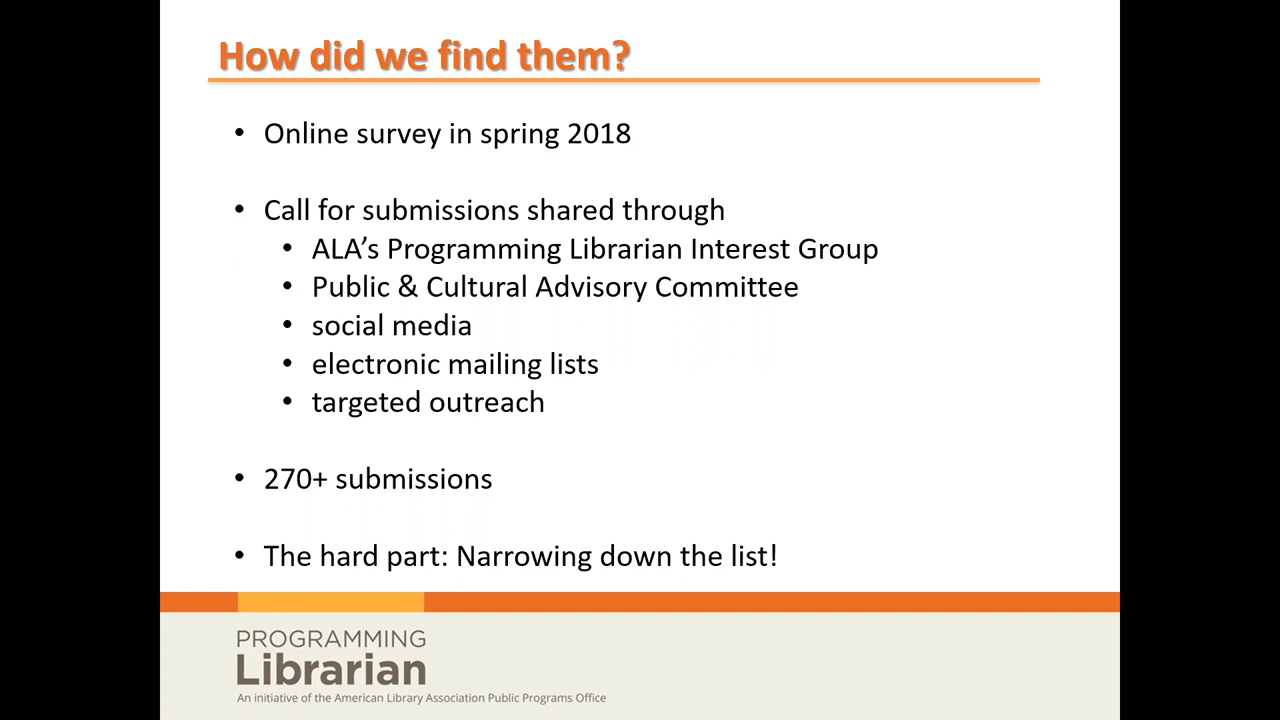 How did we find them?
• Online survey in spring 2018
• Call for submissions shared through
• ALA’s Programming Librarian Interest Group
• Public & Cultural Advisory Committee
• social media
• electronic mailing lists
• targeted outreach
• 270+ submissions
• The hard part: Narrowing down the list!
PROGRAMMING
Librarian
An initiative of the American Library Association Public Programs Office